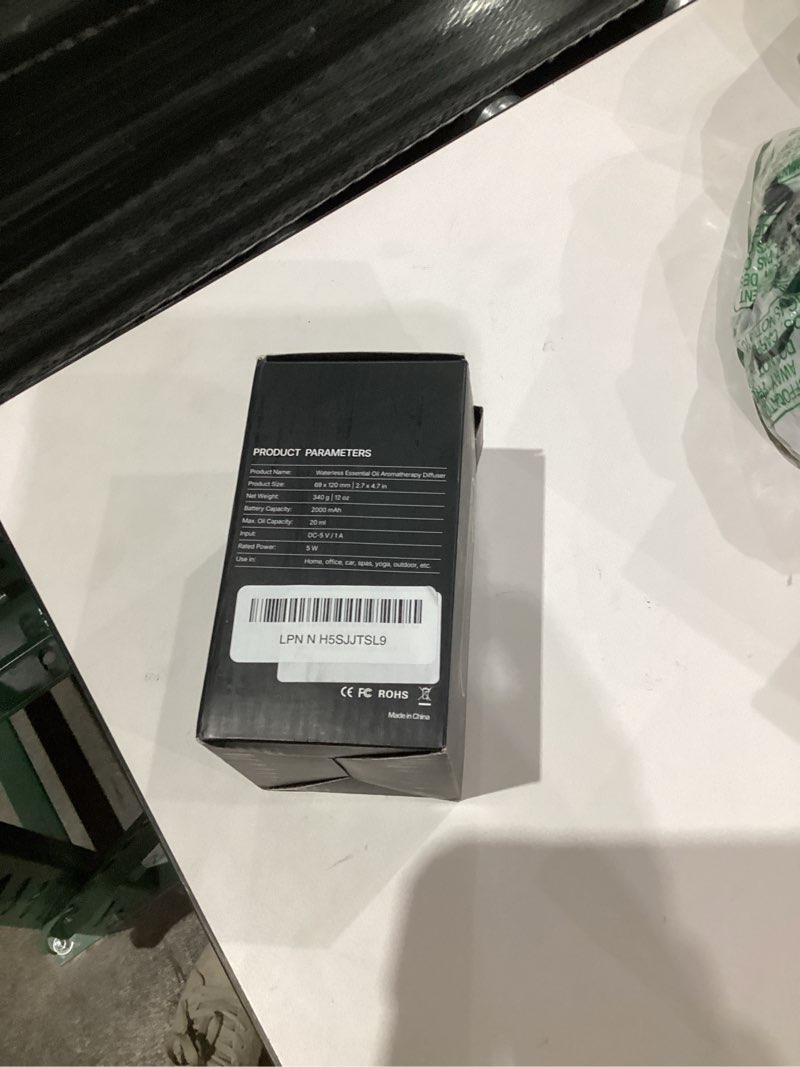 PRODUCT PARAMETERS
Product Name: Waterless Essential Oil Aromatherapy Diffuser
Product Size: 69 x 120 mm | 2.7 x 4.7 in
Net Weight: 340 g | 12 oz
Battery Capacity: 2000 mAh
Max. Oil Capacity: 20 ml
Input: DC-5 V / 1 A
Rated Power: 5 W
Use in: Home, office, car, spas, yoga, outdoor, etc.
LPN N H5SJJTSL9
CE FC ROHS
Made in China